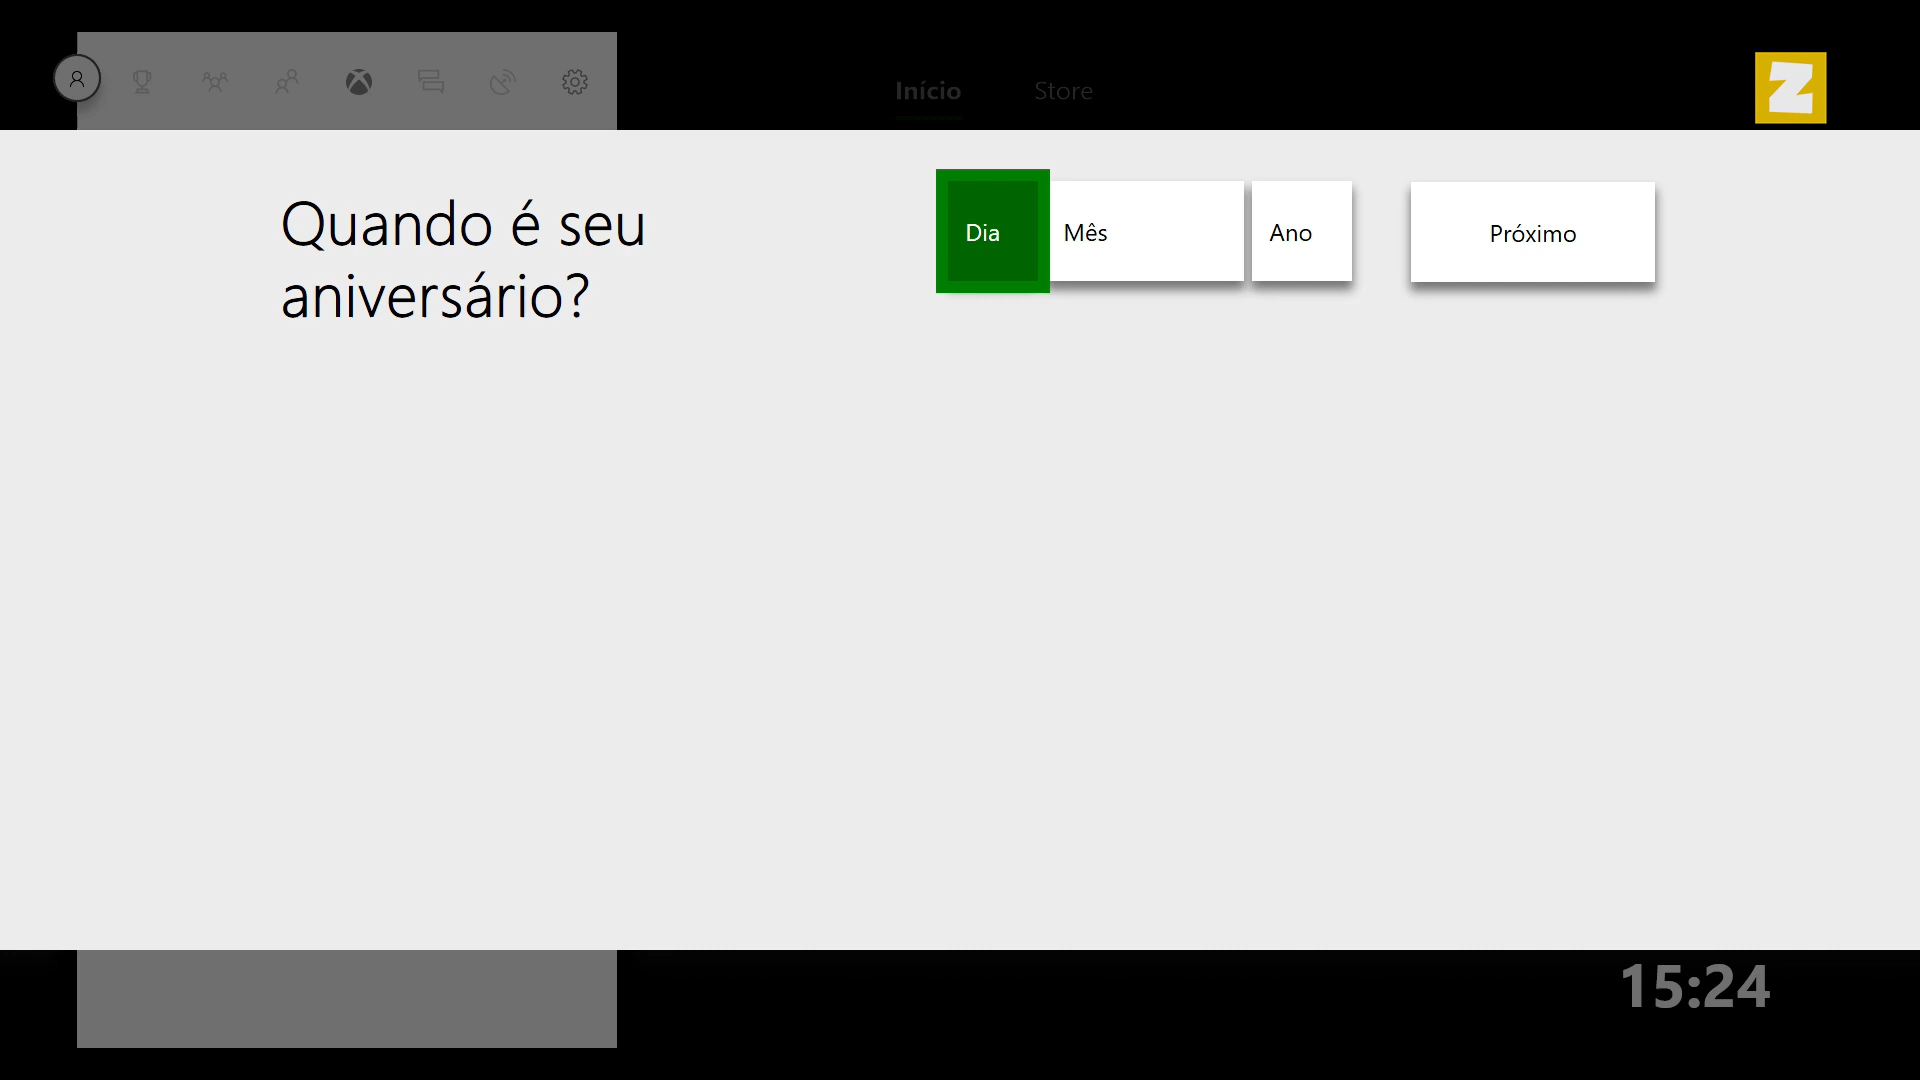 Início
Store
Z
Quando é seu
aniversário?
Dia
Mês
Ano
Próximo
15:24